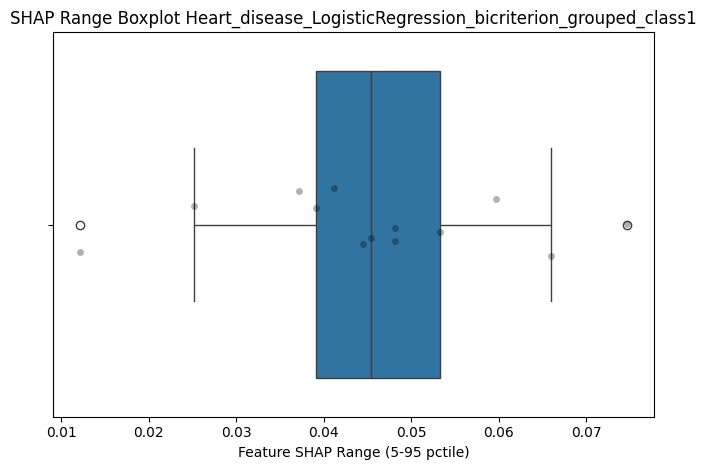 SHAP Range Boxplot Heart_disease_LogisticRegression_bicriterion_grouped_class1
0.01 0.02 0.03 0.04 0.05 0.06 0.07
Feature SHAP Range (5-95 pctile)